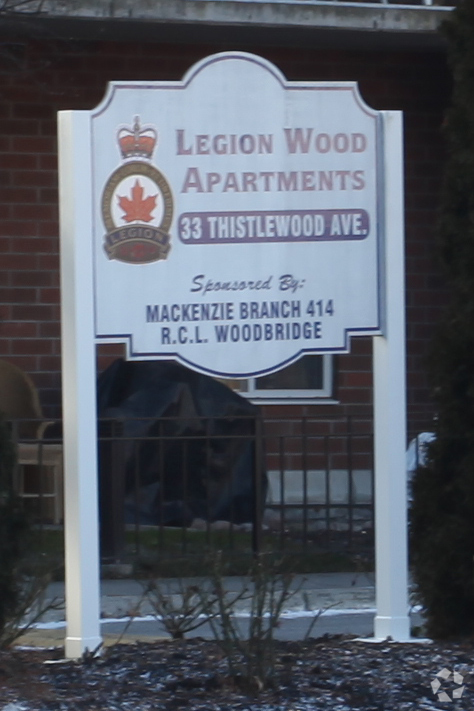 LEGION WOOD
APARTMENTS
LEGION
33 THISTLEWOOD AVE.
Sponsored By:
MACKENZIE BRANCH 414
R.C.L. WOODBRIDGE